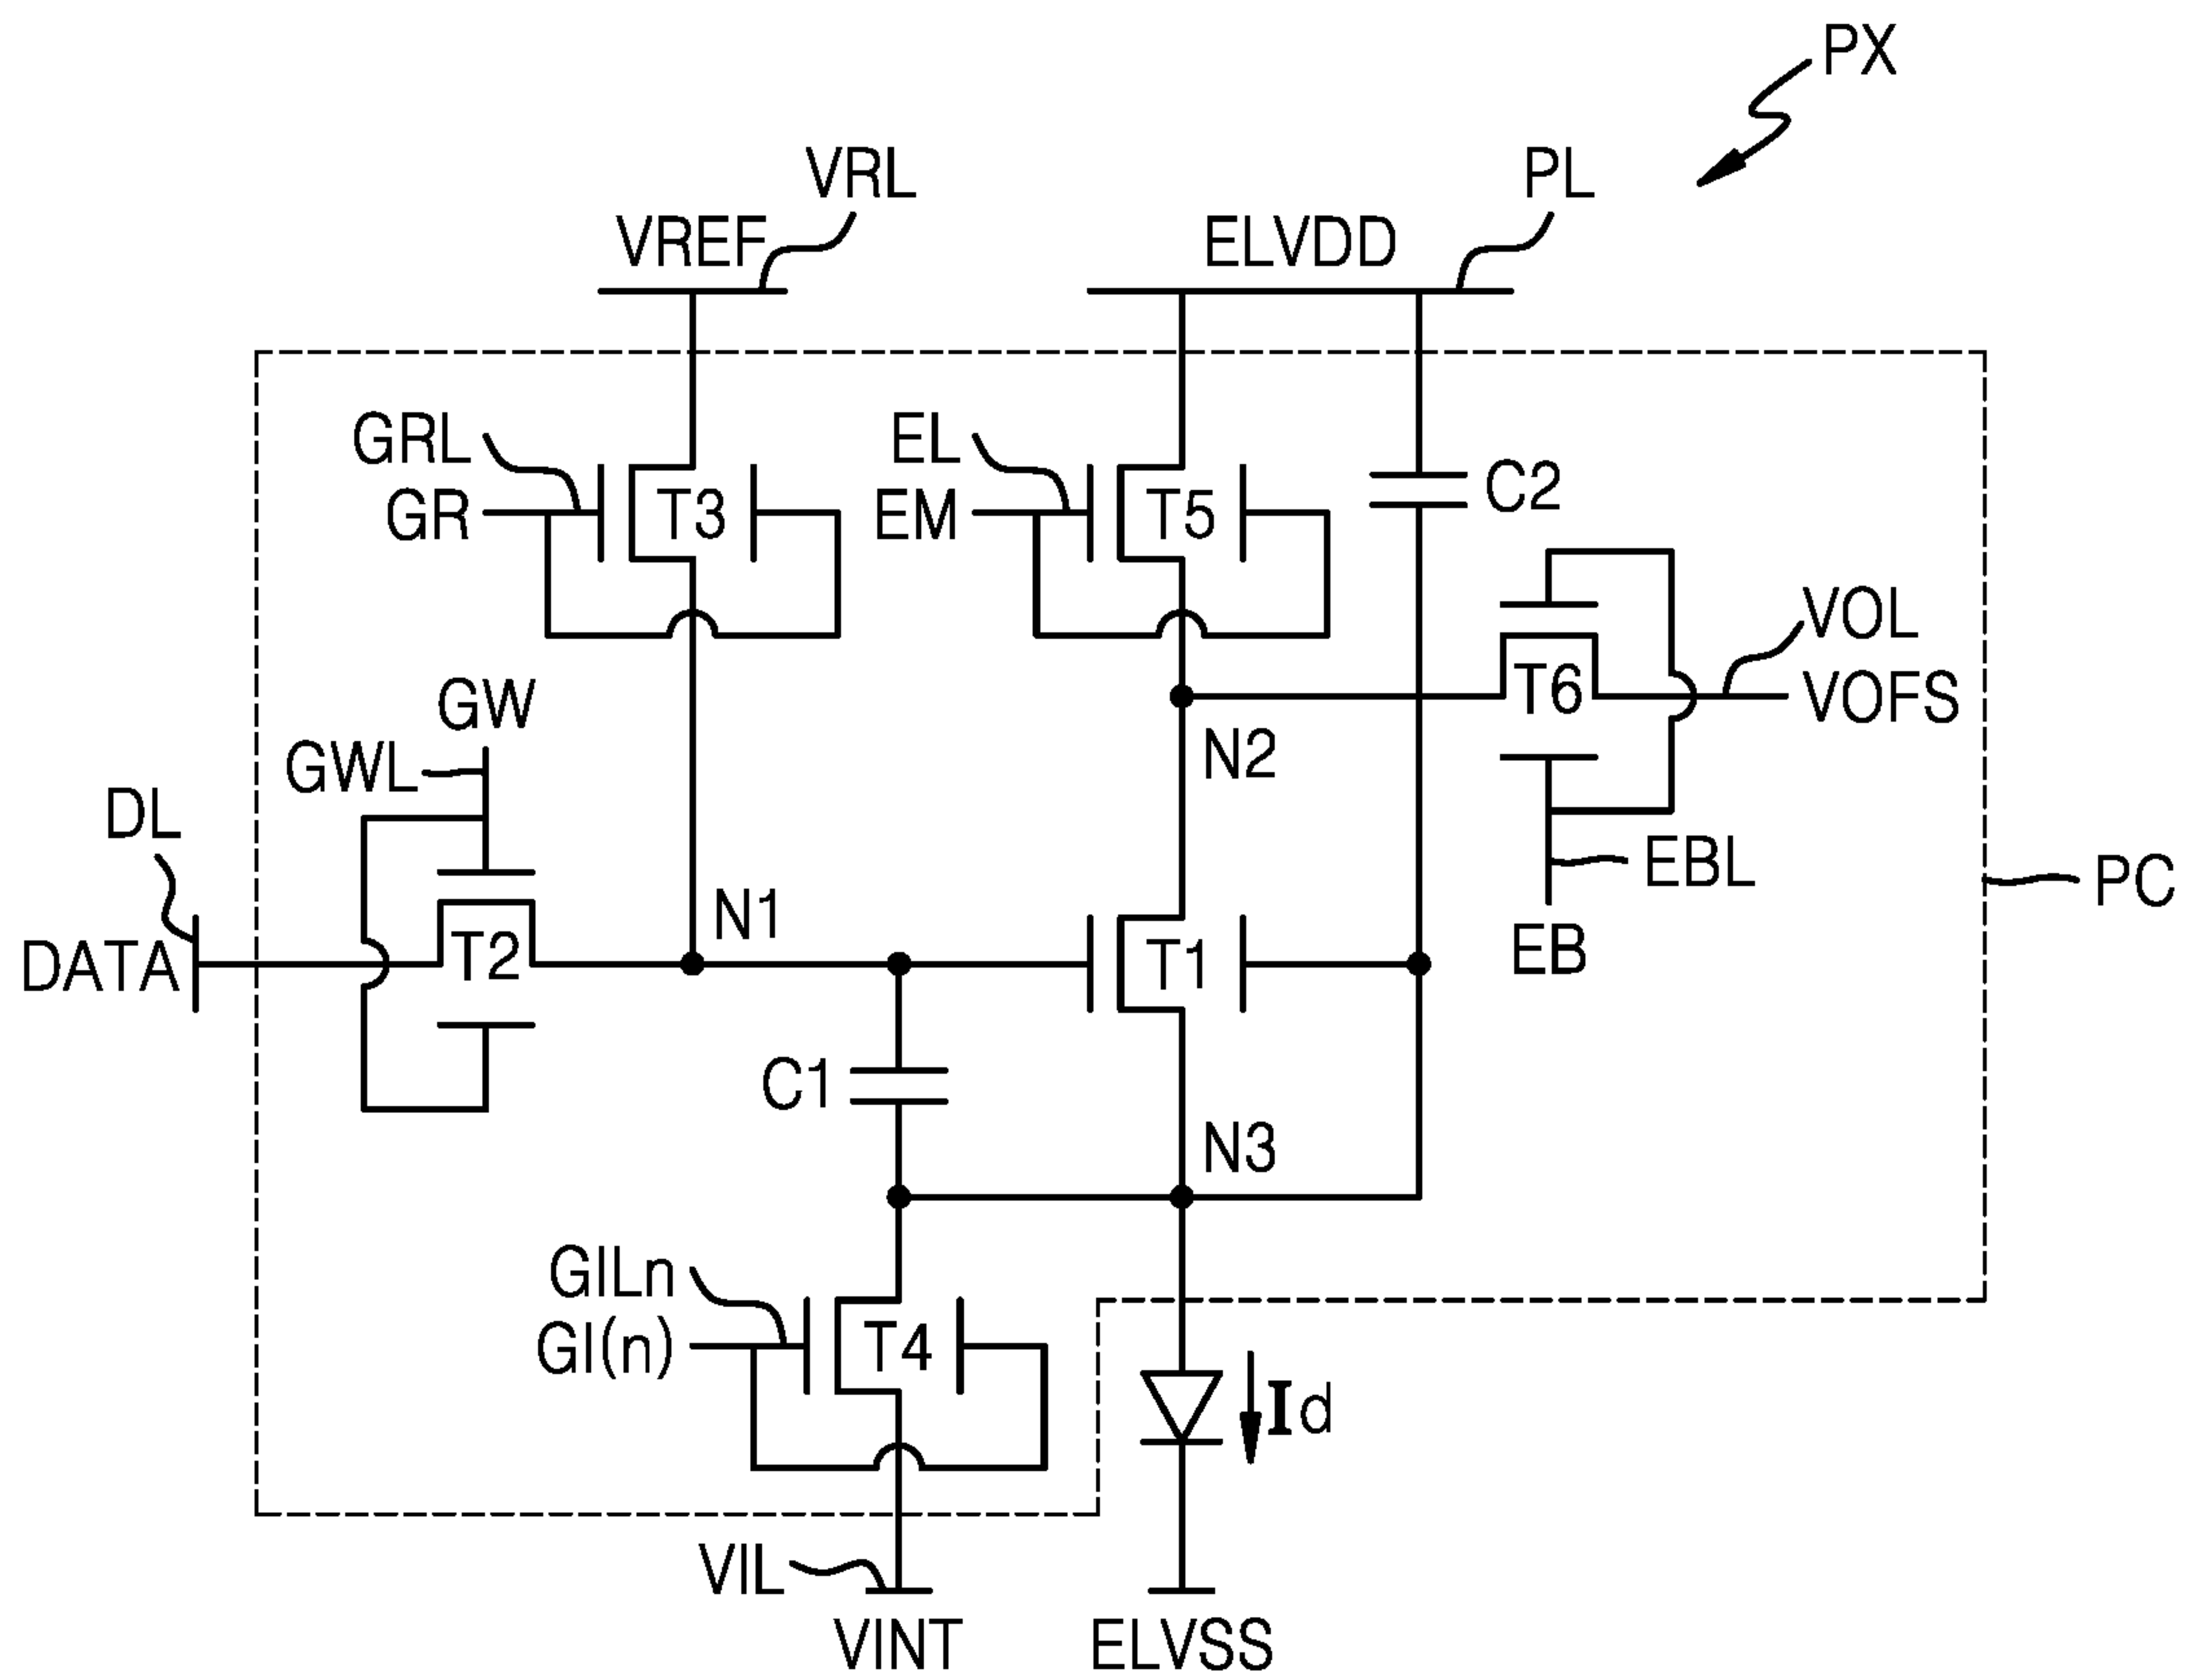 PX
VRL
PL
VREF
ELVDD
GRL
EL
GR
T3
EM
T5
C2
VOL
GW
T6
VOFS
N2
GWL
DL
EBL
PC
N1
DATA
T2
T1
EB
C1
N3
GILn
GI(n)
T4
Id
VIL
VINT
ELVSS